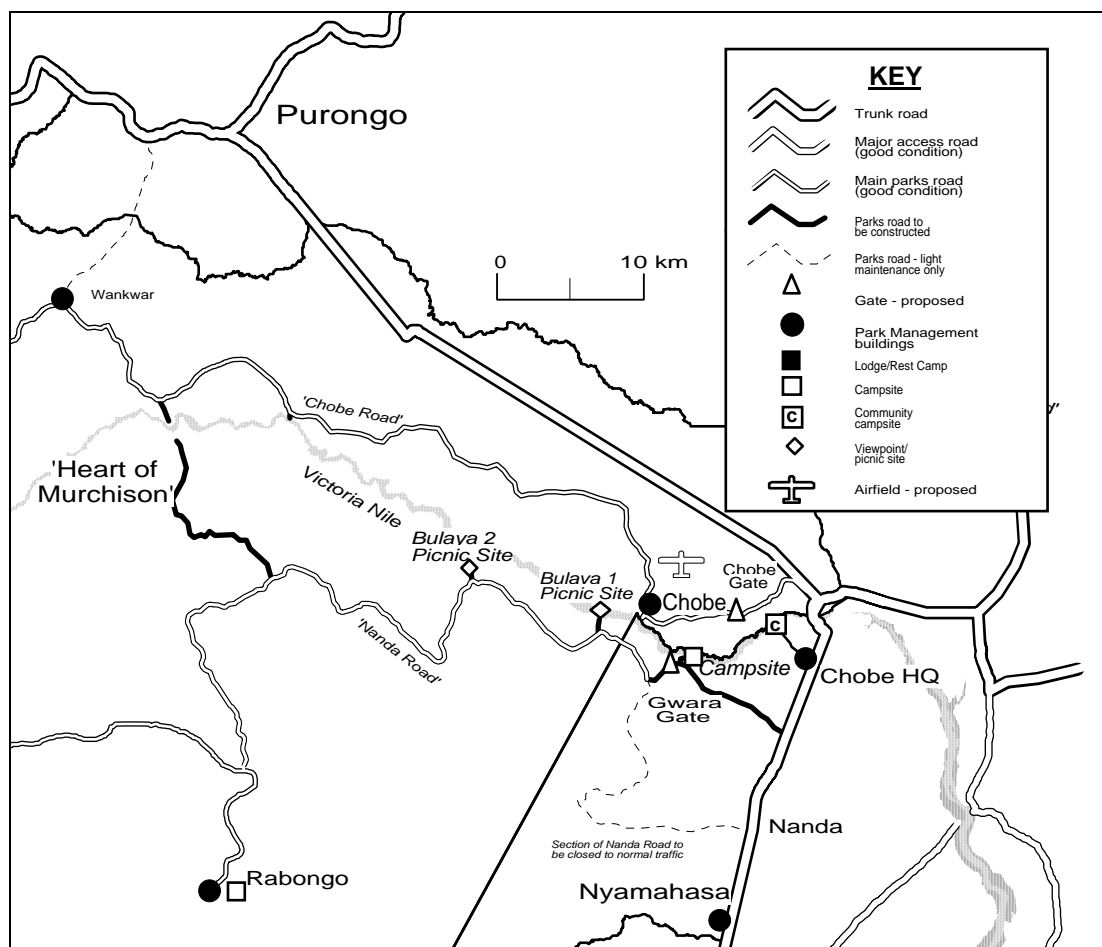 Purongo
KEY
Trunk road
Major access road
(good condition)
Main parks road
(good condition)
Parks road to
be constructed
Parks road - light
maintenance only
Gate - proposed
Park Management
buildings
Lodge/Rest Camp
Campsite
C
Community
campsite
Viewpoint/
picnic site
Airfield - proposed
0 10 km
Wankwar
'Chobe Road'
'Heart of
Murchison'
Victoria Nile
Bulava 2
Picnic Site
Bulava 1
Picnic Site
Chobe
Gate
Chobe
C
'Nanda Road'
Campsite
Chobe HQ
Gwara
Gate
Nanda
Section of Nanda Road to
be closed to normal traffic
Rabongo
Nyamahasa